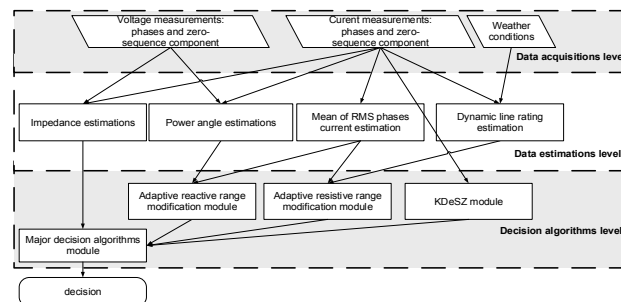 Voltage measurements:
phases and zero-
sequence component
Curent measurements:
phases and zero-
sequence component
Weather
conditions
Data acquisitions level
Impedance estimations
Power angle estimations
Mean of RMS phases
current estimation
Dynamic line rating
estimation
Data estimations level
Adaptive reactive range
modification module
Adaptive resistive range
modification module
KDeSZ module
Decision algorithms level
Major decision algorithms
module
decision